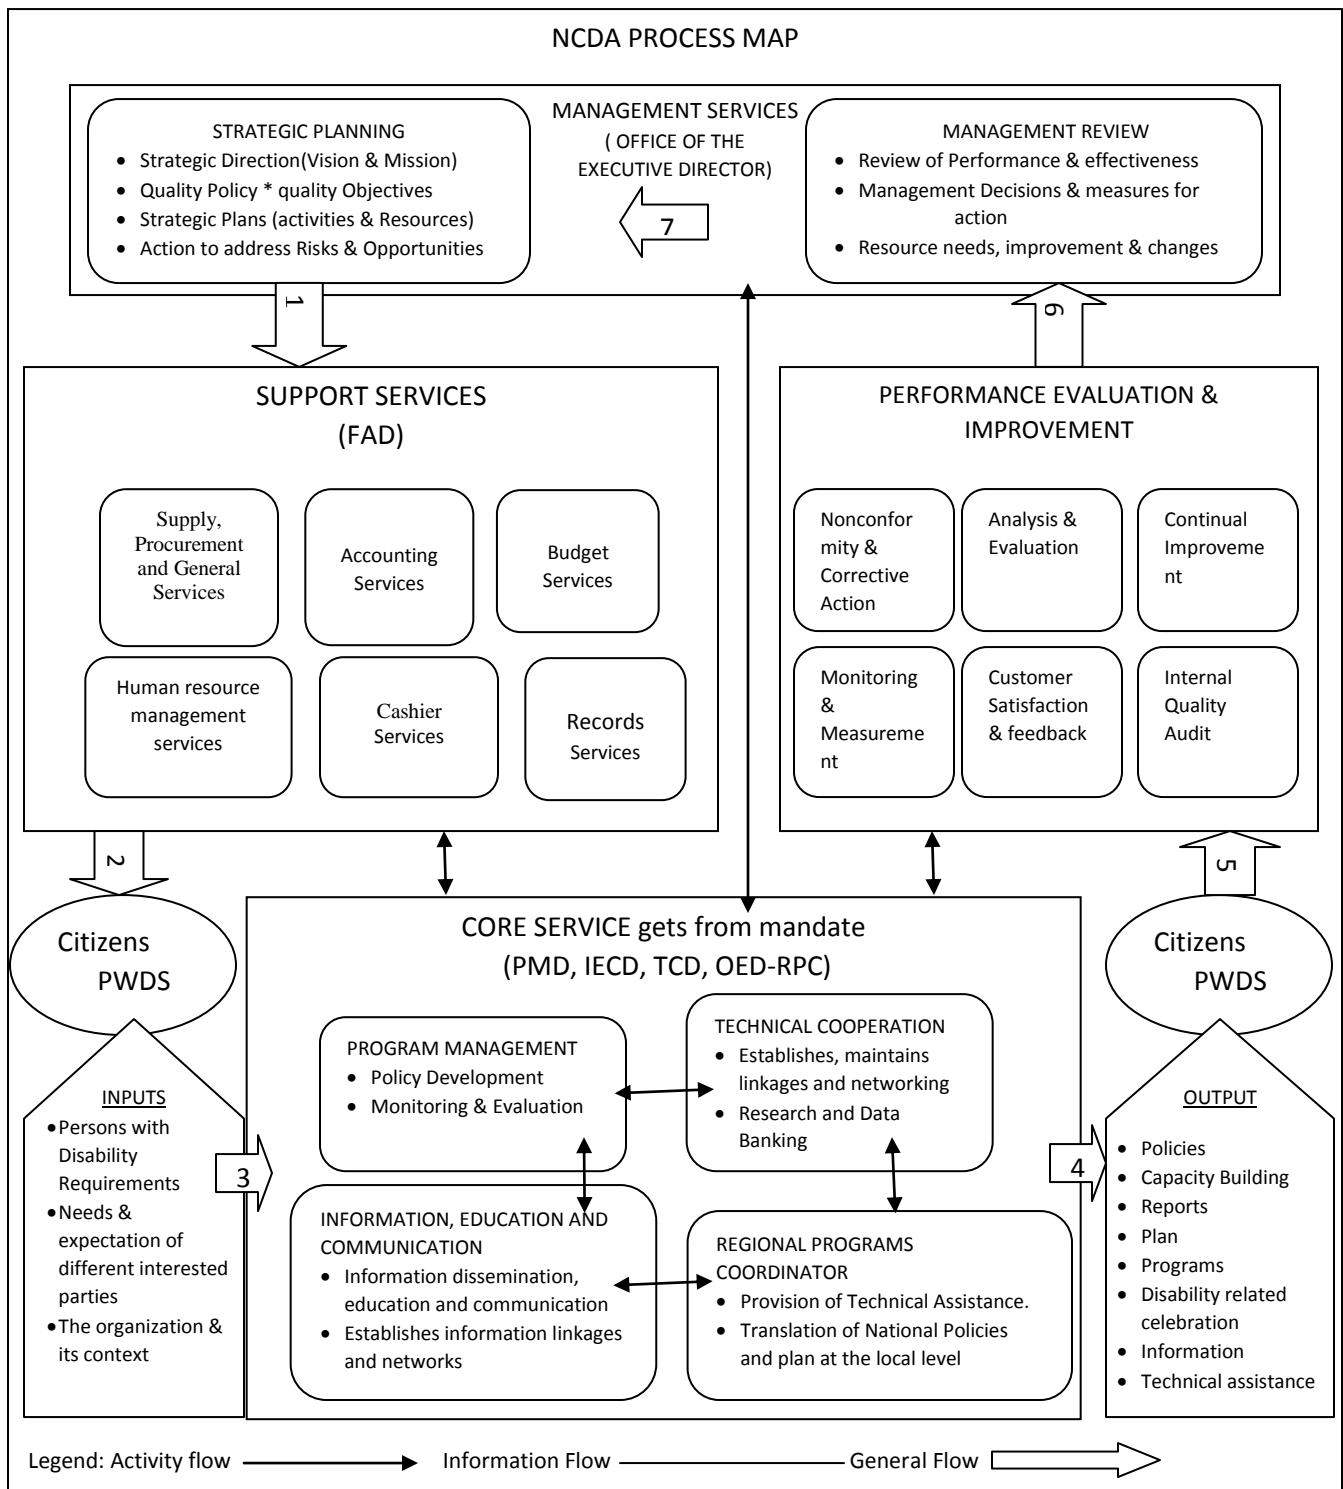 NCDA PROCESS MAP
STRATEGIC PLANNING
• Strategic Direction(Vision & Mission)
• Quality Policy * quality Objectives
• Strategic Plans (activities & Resources)
• Action to address Risks & Opportunities
MANAGEMENT SERVICES
( OFFICE OF THE
EXECUTIVE DIRECTOR)
7
MANAGEMENT REVIEW
• Review of Performance & effectiveness
• Management Decisions & measures for
action
• Resource needs, improvement & changes
1
6
SUPPORT SERVICES
(FAD)
Supply,
Procurement
and General
Services
Accounting
Services
Budget
Services
Human resource
management
services
Cashier
Services
Records
Services
PERFORMANCE EVALUATION &
IMPROVEMENT
Nonconfor
mity &
Corrective
Action
Analysis &
Evaluation
Continual
Improveme
nt
Monitoring
&
Measureme
nt
Customer
Satisfaction
& feedback
Internal
Quality
Audit
2
5
Citizens
PWDS
CORE SERVICE gets from mandate
(PMD, IECD, TCD, OED-RPC)
Citizens
PWDS
INPUTS
• Persons with
Disability
Requirements
• Needs &
expectation of
different interested
parties
• The organization &
its context
3
PROGRAM MANAGEMENT
• Policy Development
• Monitoring & Evaluation
TECHNICAL COOPERATION
• Establishes, maintains
linkages and networking
• Research and Data
Banking
INFORMATION, EDUCATION AND
COMMUNICATION
• Information dissemination,
education and communication
• Establishes information linkages
and networks
REGIONAL PROGRAMS
COORDINATOR
• Provision of Technical Assistance.
• Translation of National Policies
and plan at the local level
4
OUTPUT
• Policies
• Capacity Building
• Reports
• Plan
• Programs
• Disability related
celebration
• Information
• Technical assistance
Legend: Activity flow Information Flow General Flow